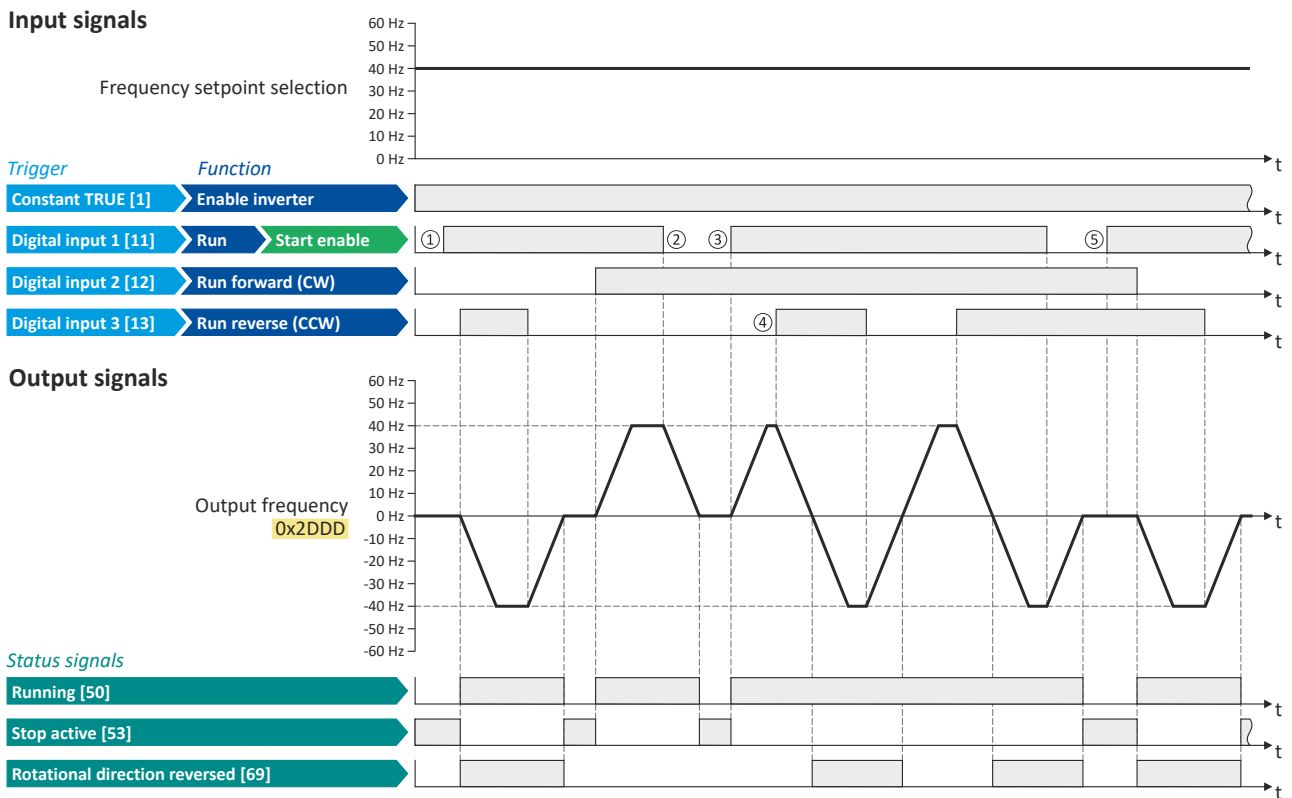 Input signals
60 Hz
50 Hz
40 Hz
Frequency setpoint selection
30 Hz
20 Hz
10 Hz
0 Hz
t
Trigger Function
Constant TRUE [1] Enable inverter
t
Digital input 1 [11] Run Start enable ① ② ③ ⑤
t
Digital input 2 [12] Run forward (CW)
t
Digital input 3 [13] Run reverse (CCW) ④
t
Output signals
60 Hz
50 Hz
40 Hz
30 Hz
20 Hz
10 Hz
Output frequency
0 Hz
t
0x2DDD
-10 Hz
-20 Hz
-30 Hz
-40 Hz
-50 Hz
-60 Hz
Status signals
Running [50]
t
Stop active [53]
t
Rotational direction reversed [69]
t